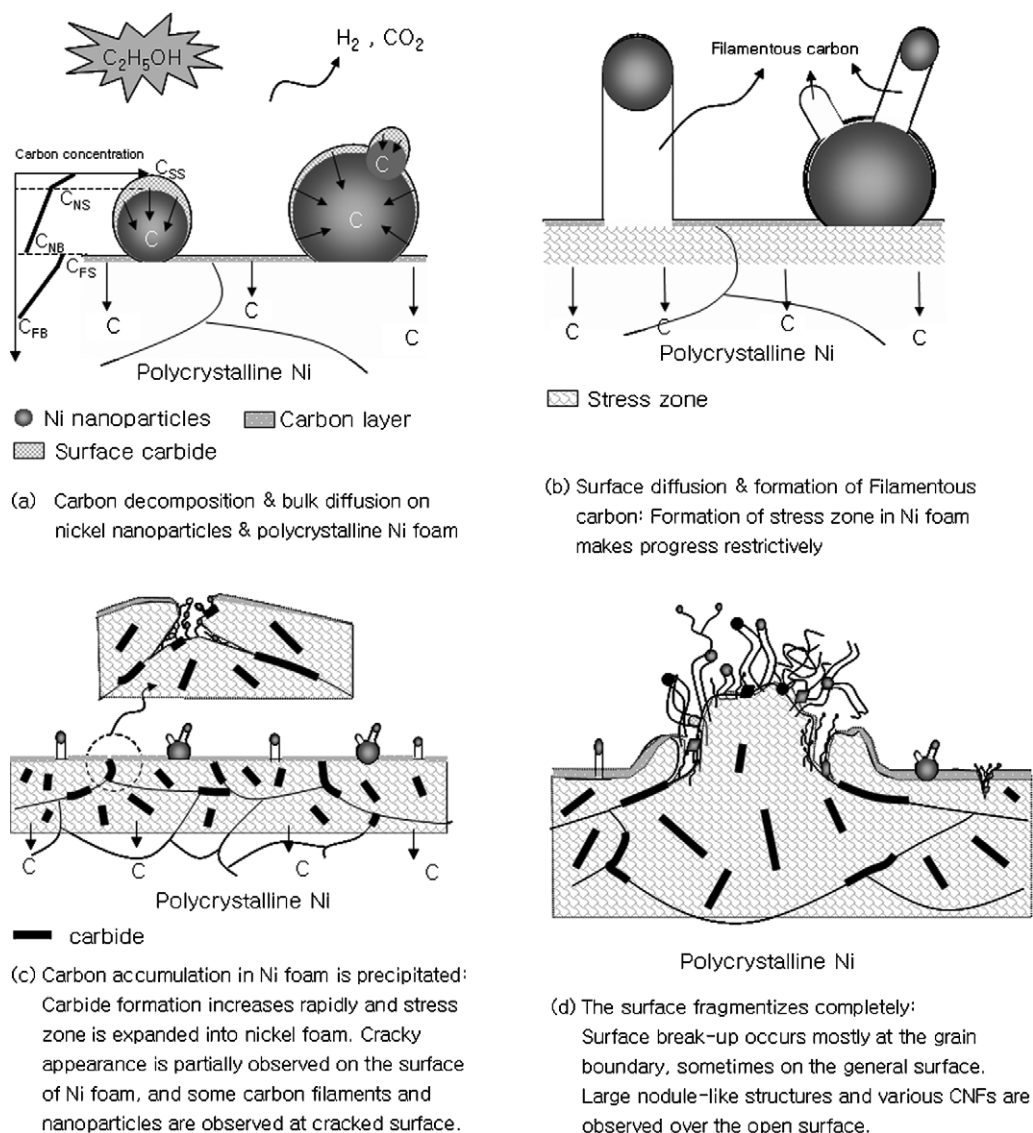 C2H5OH
H2 , CO2
Carbon concentration
CSS
CNS
CNB
CFS
CFB
C
C
C
C
C
C
Polycrystalline Ni
Ni nanoparticles
Carbon layer
Surface carbide
(a) Carbon decomposition & bulk diffusion on
nickel nanoparticles & polycrystalline Ni foam
Filamentous carbon
C
C
C
C
Polycrystalline Ni
Stress zone
(b) Surface diffusion & formation of Filamentous
carbon: Formation of stress zone in Ni foam
makes progress restrictively
C
C
C
C
Polycrystalline Ni
carbide
(c) Carbon accumulation in Ni foam is precipitated:
Carbide formation increases rapidly and stress
zone is expanded into nickel foam. Cracky
appearance is partially observed on the surface
of Ni foam, and some carbon filaments and
nanoparticles are observed at cracked surface.
Polycrystalline Ni
(d) The surface fragmentizes completely:
Surface break-up occurs mostly at the grain
boundary, sometimes on the general surface.
Large nodule-like structures and various CNFs are
observed over the open surface.